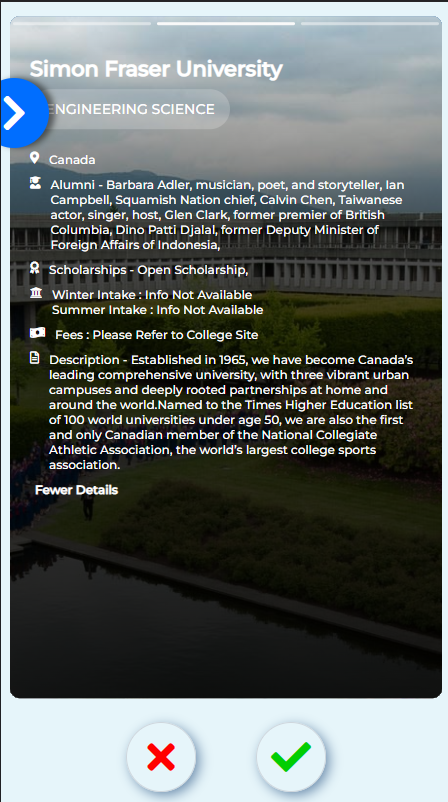 Simon Fraser University
ENGINEERING SCIENCE
Canada
Alumni - Barbara Adler, musician, poet, and storyteller, Ian
Campbell, Squamish Nation chief, Calvin Chen, Taiwanese
actor, singer, host, Glen Clark, former premier of British
Columbia, Dino Patti Djalal, former Deputy Minister of
Foreign Affairs of Indonesia,
Scholarships - Open Scholarship,
Winter Intake : Info Not Available
Summer Intake : Info Not Available
Fees : Please Refer to College Site
Description - Established in 1965, we have become Canada's
leading comprehensive university, with three vibrant urban
campuses and deeply rooted partnerships at home and
around the world.Named to the Times Higher Education list
of 100 world universities under age 50, we are also the first
and only Canadian member of the National Collegiate
Athletic Association, the world's largest college sports
association.
Fewer Details